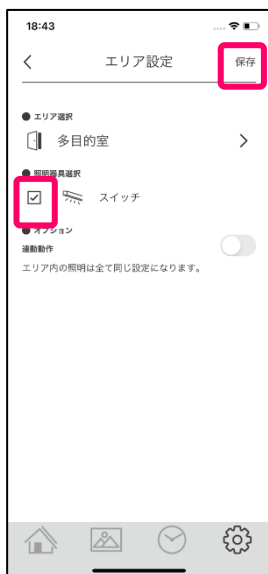 18:43
エリア設定
保存
● エリア選択
多目的室
● 照明器具選択
スイッチ
● オプション
連動動作
エリア内の照明は全て同じ設定になります。